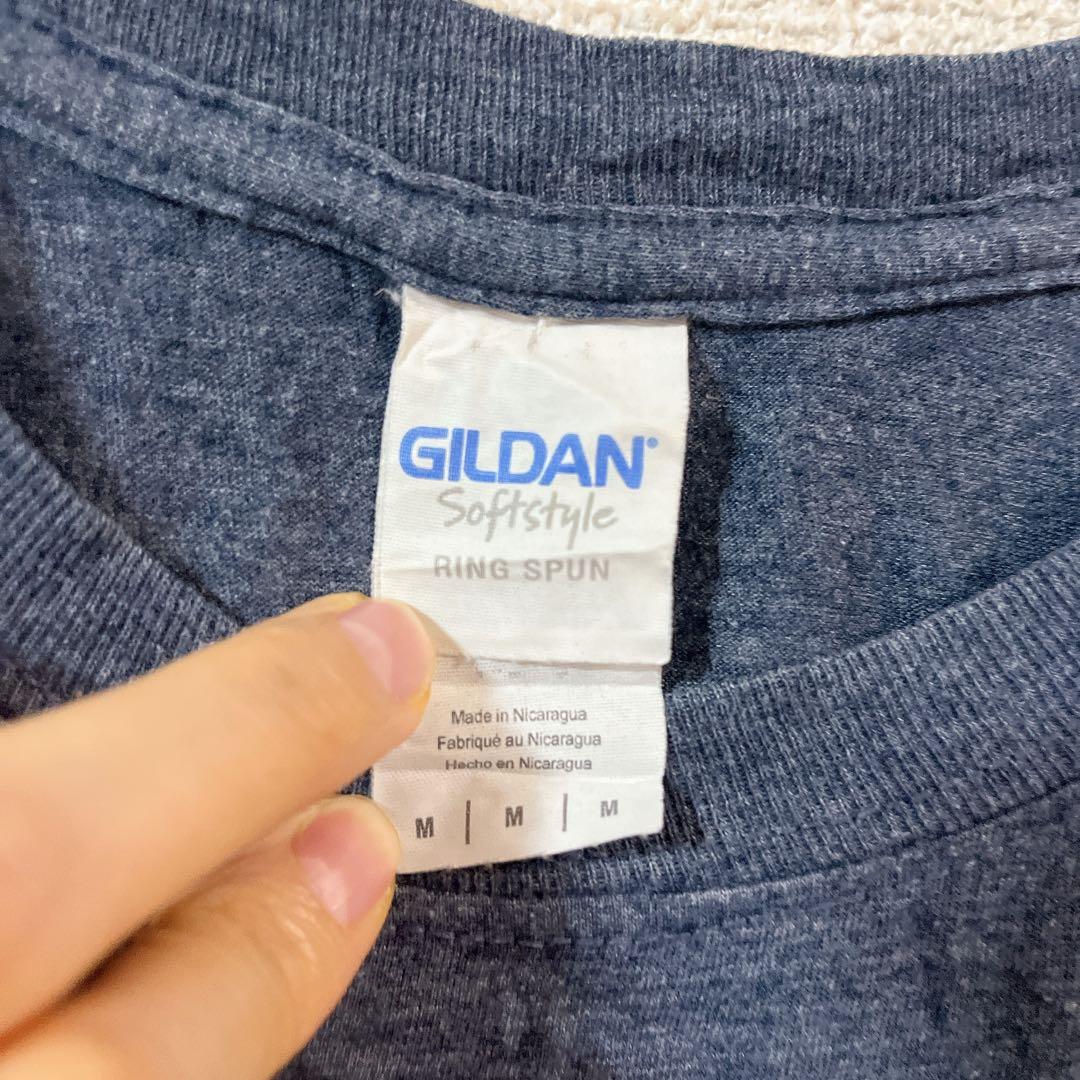 GILDAN®
Softstyle
RING SPUN
Made in Nicaragua
Fabriqué au Nicaragua
Hecho en Nicaragua
M | M | M